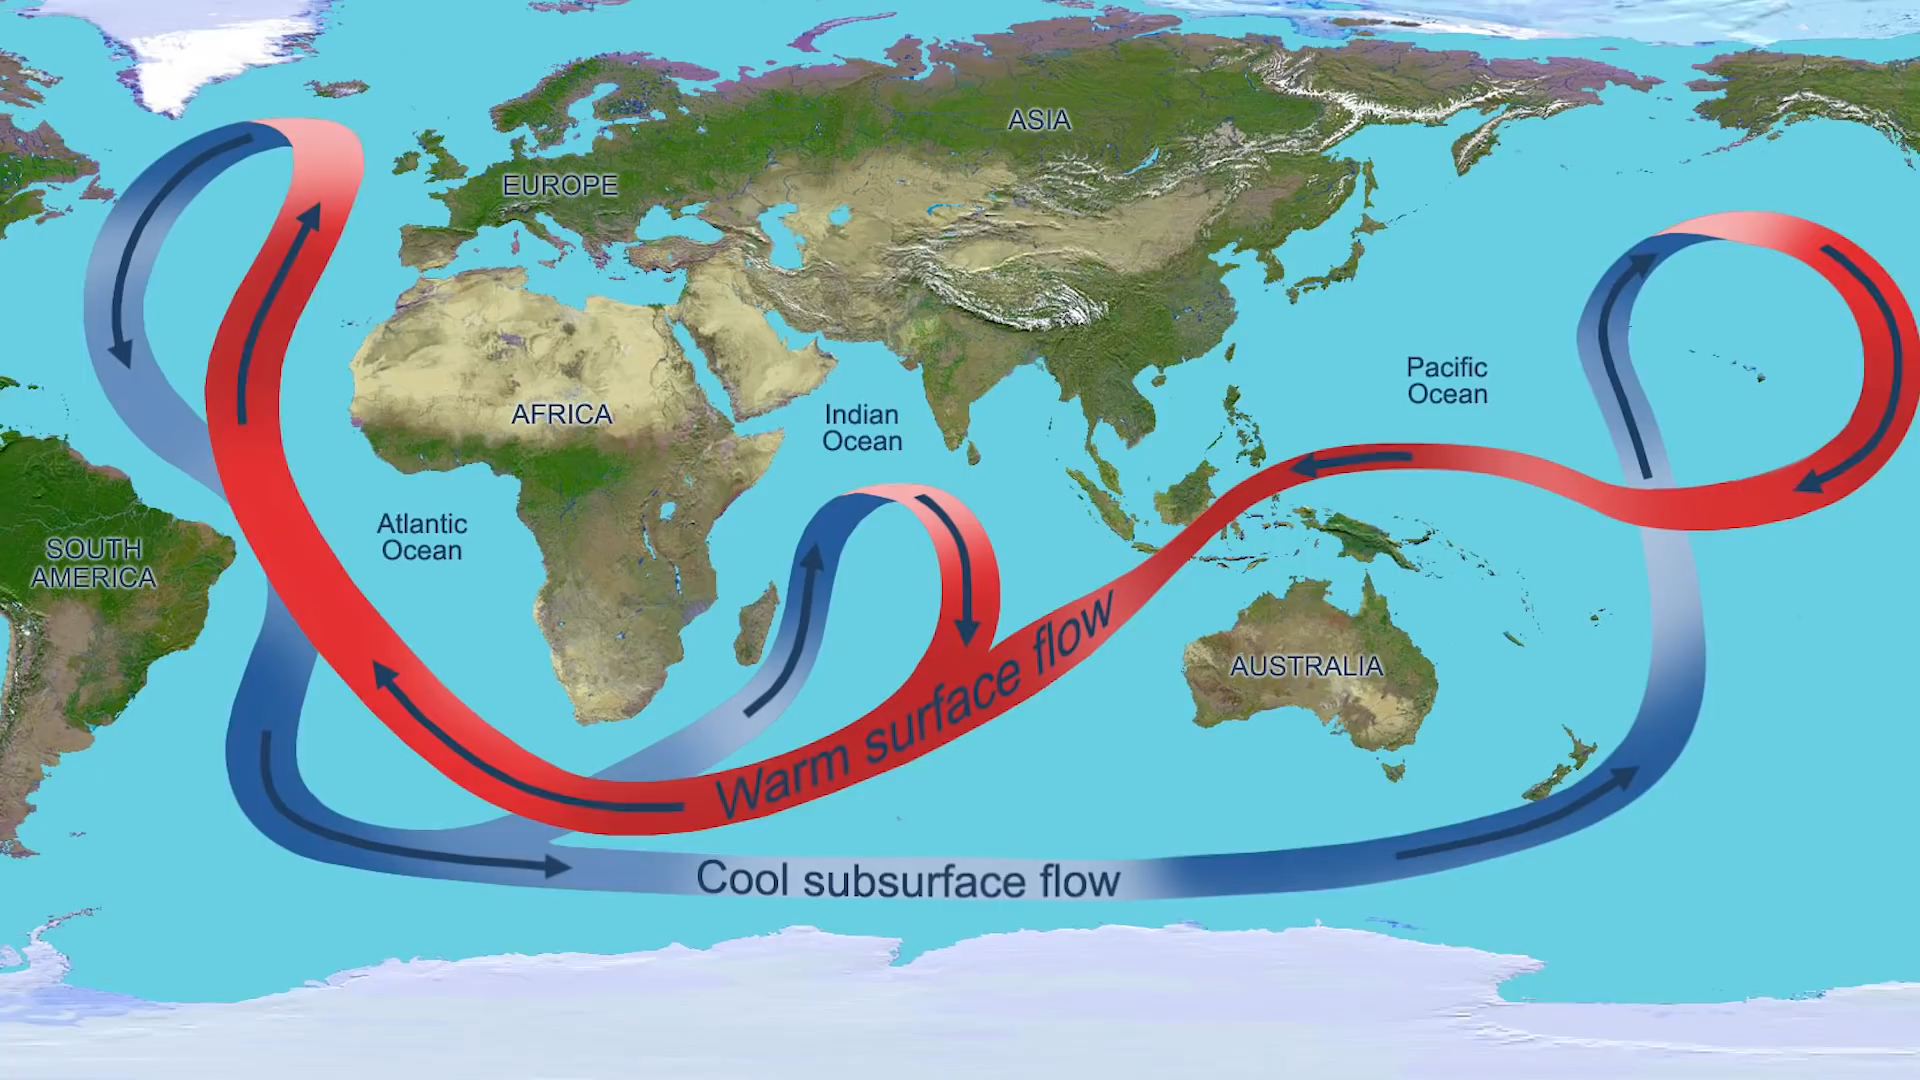 ASIA
EUROPE
Pacific
Ocean
AFRICA
Indian
Ocean
Atlantic
Ocean
SOUTH
AMERICA
AUSTRALIA
Warm surface flow
Cool subsurface flow